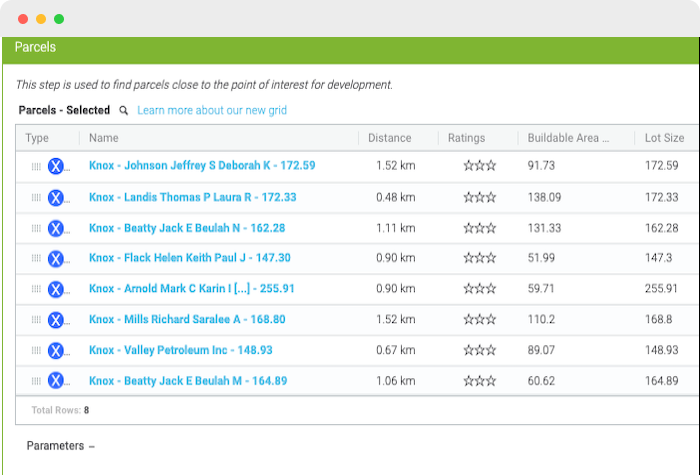 Parcels
This step is used to find parcels close to the point of interest for development.
Parcels - Selected Learn more about our new grid
Type Name Distance Ratings Buildable Area ... Lot Size
X... Knox - Johnson Jeffrey S Deborah K - 172.59 1.52 km 91.73 172.59
X... Knox - Landis Thomas P Laura R - 172.33 0.48 km 138.09 172.33
X... Knox - Beatty Jack E Beulah N - 162.28 1.11 km 131.33 162.28
X... Knox - Flack Helen Keith Paul J - 147.30 0.90 km 51.99 147.3
X... Knox - Arnold Mark C Karin I [...] - 255.91 0.90 km 59.71 255.91
X... Knox - Mills Richard Saralee A - 168.80 1.52 km 110.2 168.8
X... Knox - Valley Petroleum Inc - 148.93 0.67 km 89.07 148.93
X... Knox - Beatty Jack E Beulah M - 164.89 1.06 km 60.62 164.89
Total Rows: 8
Parameters –